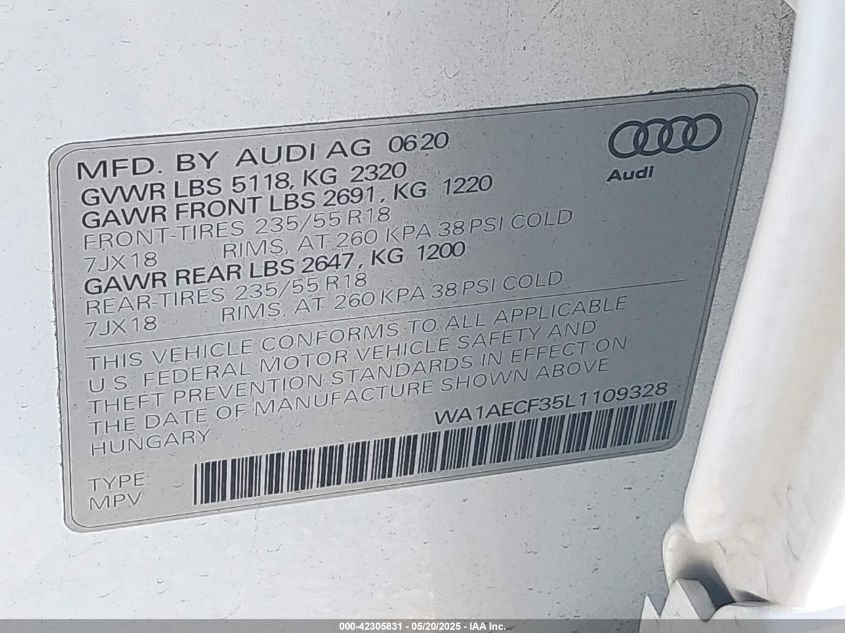 MFD. BY AUDI AG 0620
GVWR LBS 5118, KG 2320
GAWR FRONT LBS 2691, KG 1220
FRONT-TIRES 235/55 R18
7JX18 RIMS, AT 260 KPA 38 PSI COLD
GAWR REAR LBS 2647, KG 1200
REAR-TIRES 235/55 R18
7JX18 RIMS, AT 260 KPA 38 PSI COLD
Audi
THIS VEHICLE CONFORMS TO ALL APPLICABLE
U.S. FEDERAL MOTOR VEHICLE SAFETY AND
THEFT PREVENTION STANDARDS IN EFFECT ON
THE DATE OF MANUFACTURE SHOWN ABOVE
HUNGARY
WA1AECF35L1109328
TYPE:
MPV
000-42305831 - 05/20/2025 - IAA Inc.